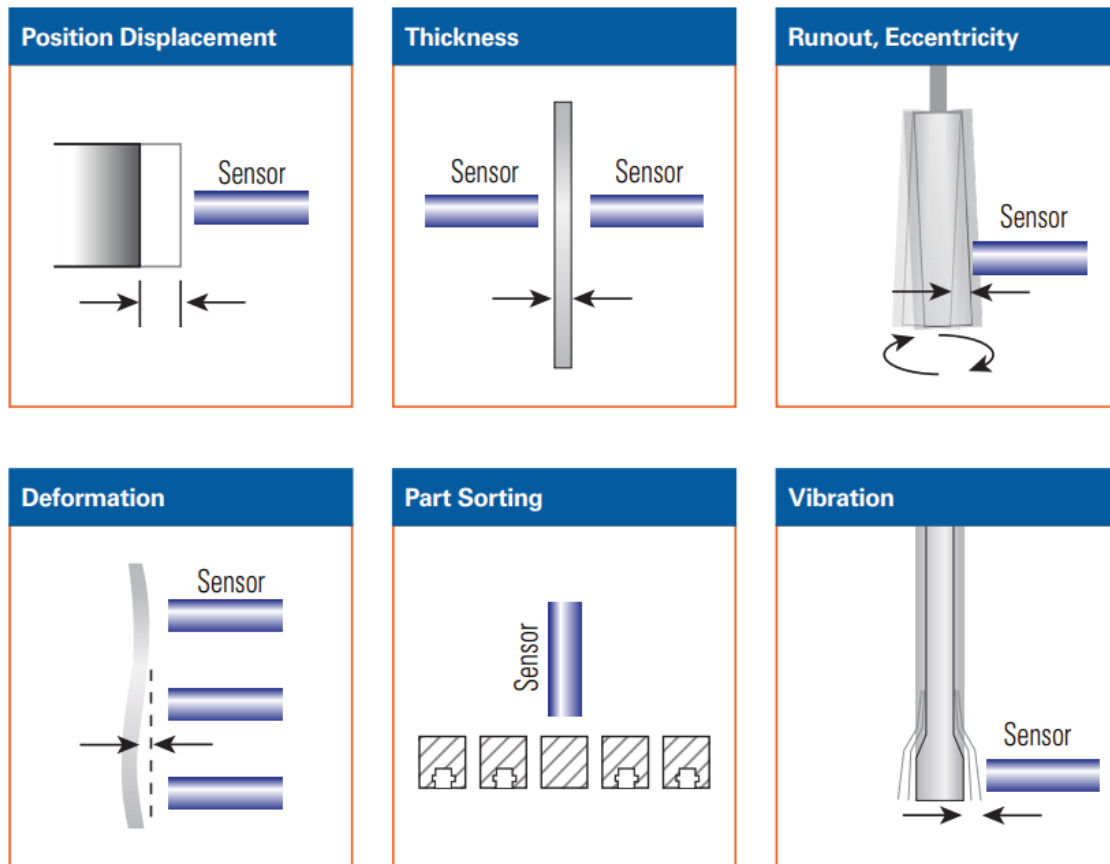 Position Displacement
Sensor
Thickness
Sensor
Sensor
Runout, Eccentricity
Sensor
Deformation
Sensor
Part Sorting
Sensor
Vibration
Sensor